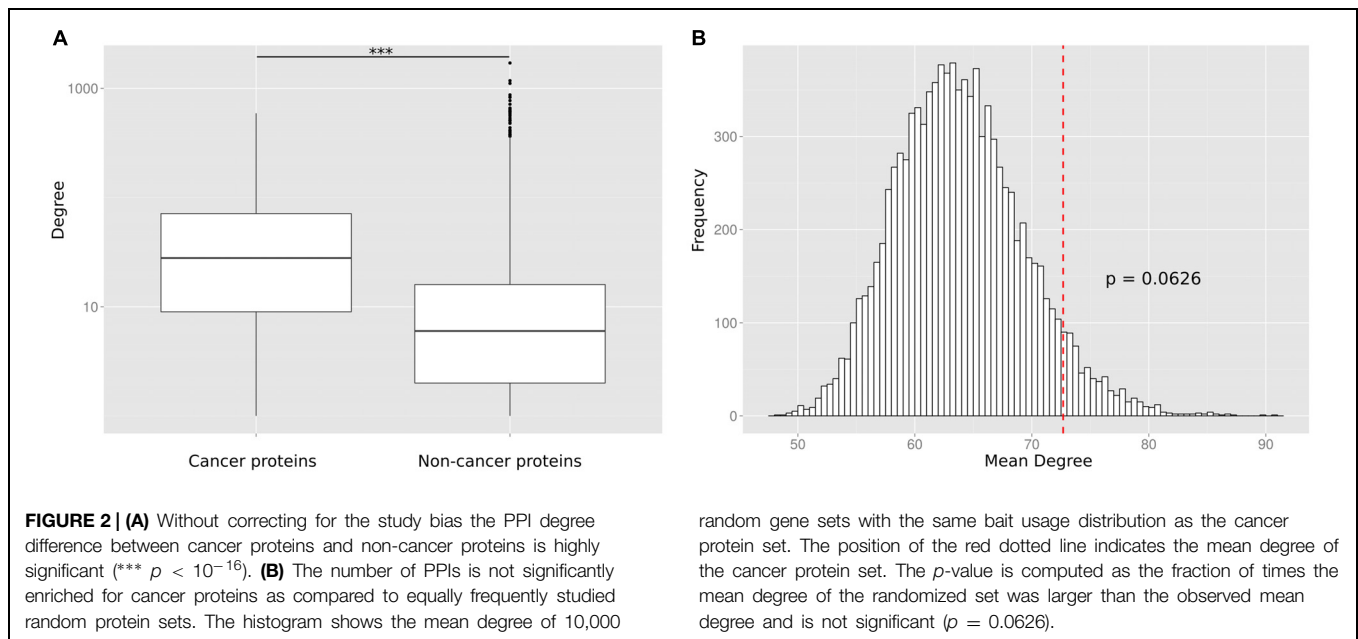 A
***
1000
10
Degree
Cancer proteins
Non-cancer proteins
B
300
200
100
0
Frequency
p = 0.0626
50
60
70
80
90
Mean Degree
FIGURE 2 | (A) Without correcting for the study bias the PPI degree
difference between cancer proteins and non-cancer proteins is highly
significant (*** p < 10−16). (B) The number of PPIs is not significantly
enriched for cancer proteins as compared to equally frequently studied
random protein sets. The histogram shows the mean degree of 10,000
random gene sets with the same bait usage distribution as the cancer
protein set. The position of the red dotted line indicates the mean degree of
the cancer protein set. The p-value is computed as the fraction of times the
mean degree of the randomized set was larger than the observed mean
degree and is not significant (p = 0.0626).